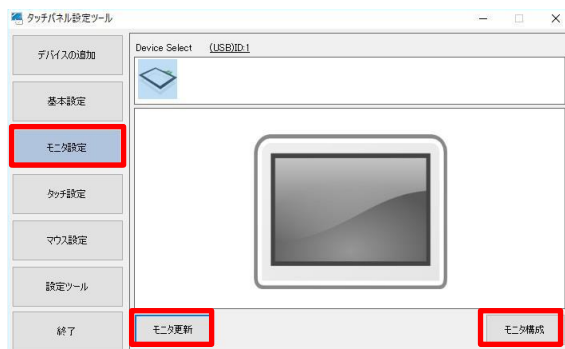 タッチパネル設定ツール
デバイスの追加
基本設定
モニタ設定
タッチ設定
マウス設定
設定ツール
終了
Device Select (USB)ID:1
モニタ更新
モニタ構成